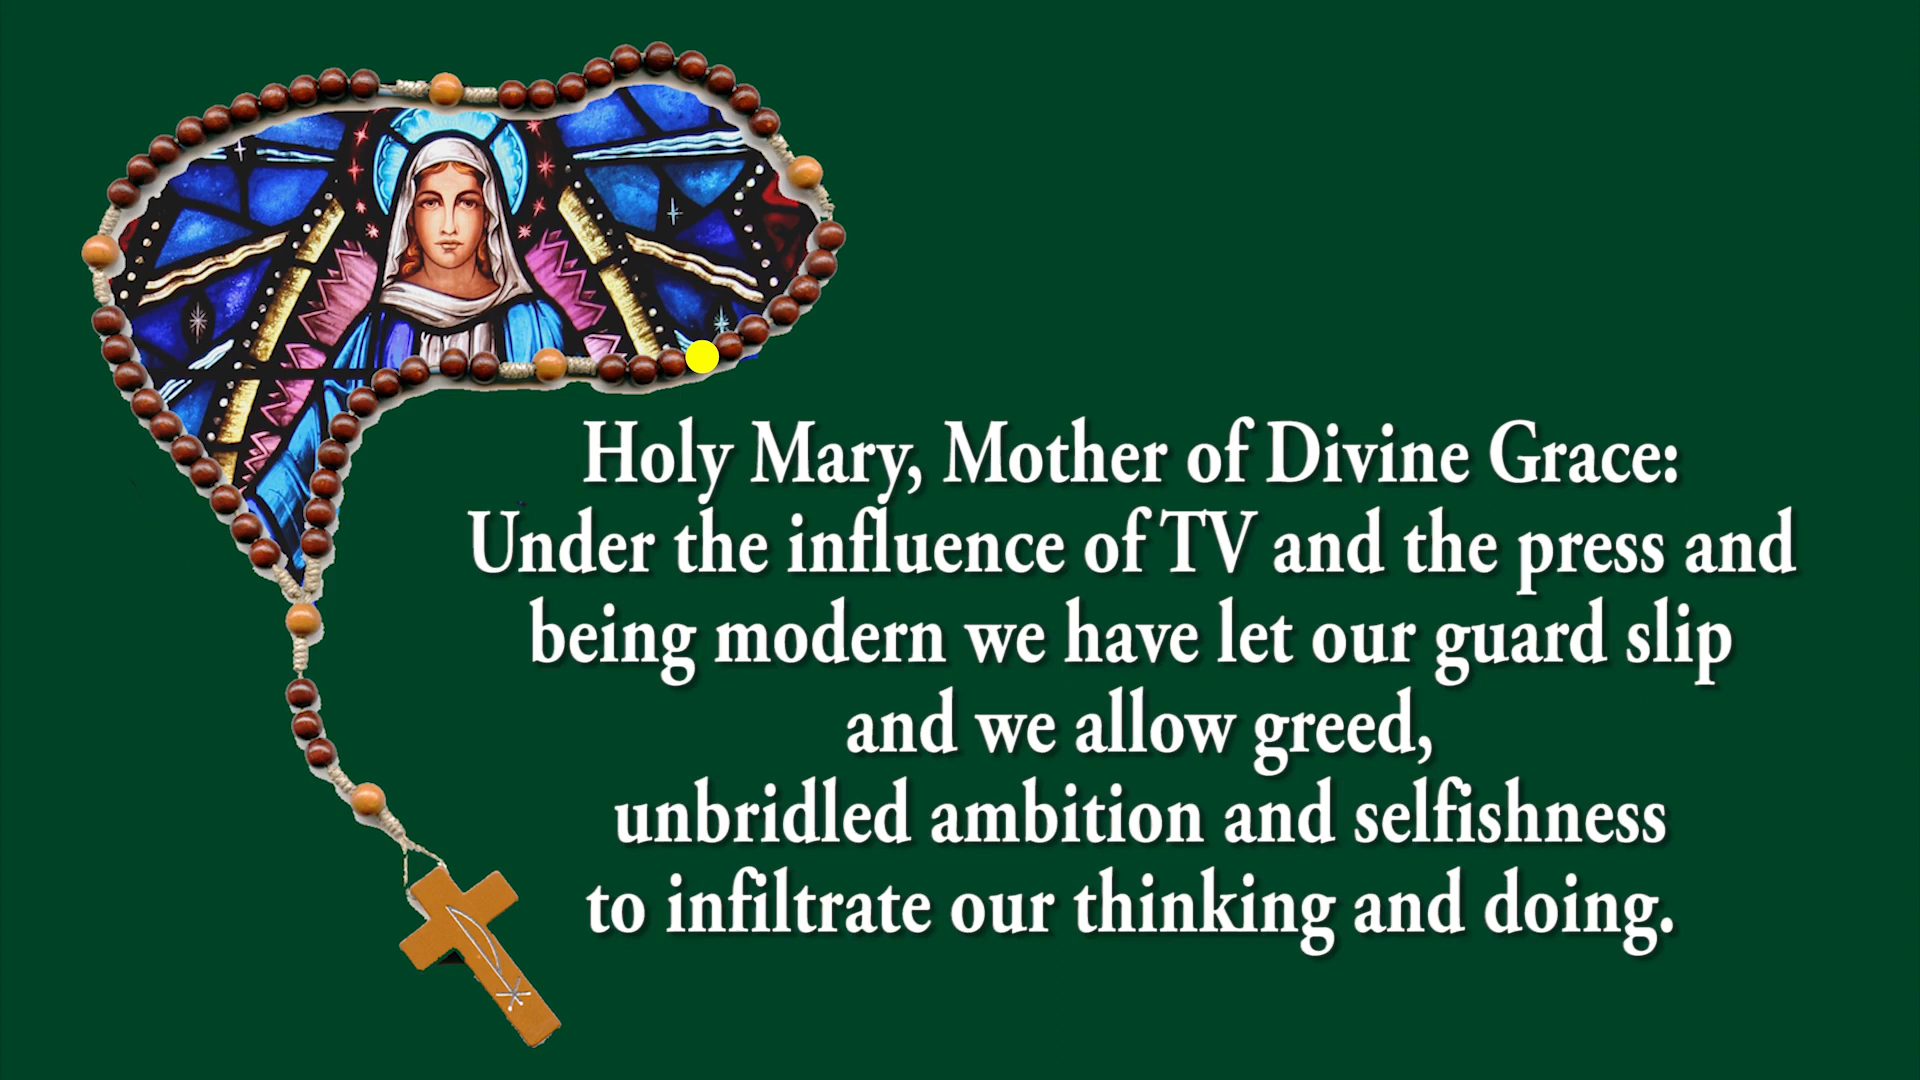 Holy Mary, Mother of Divine Grace:
Under the influence of TV and the press and
being modern we have let our guard slip
and we allow greed,
unbridled ambition and selfishness
to infiltrate our thinking and doing.